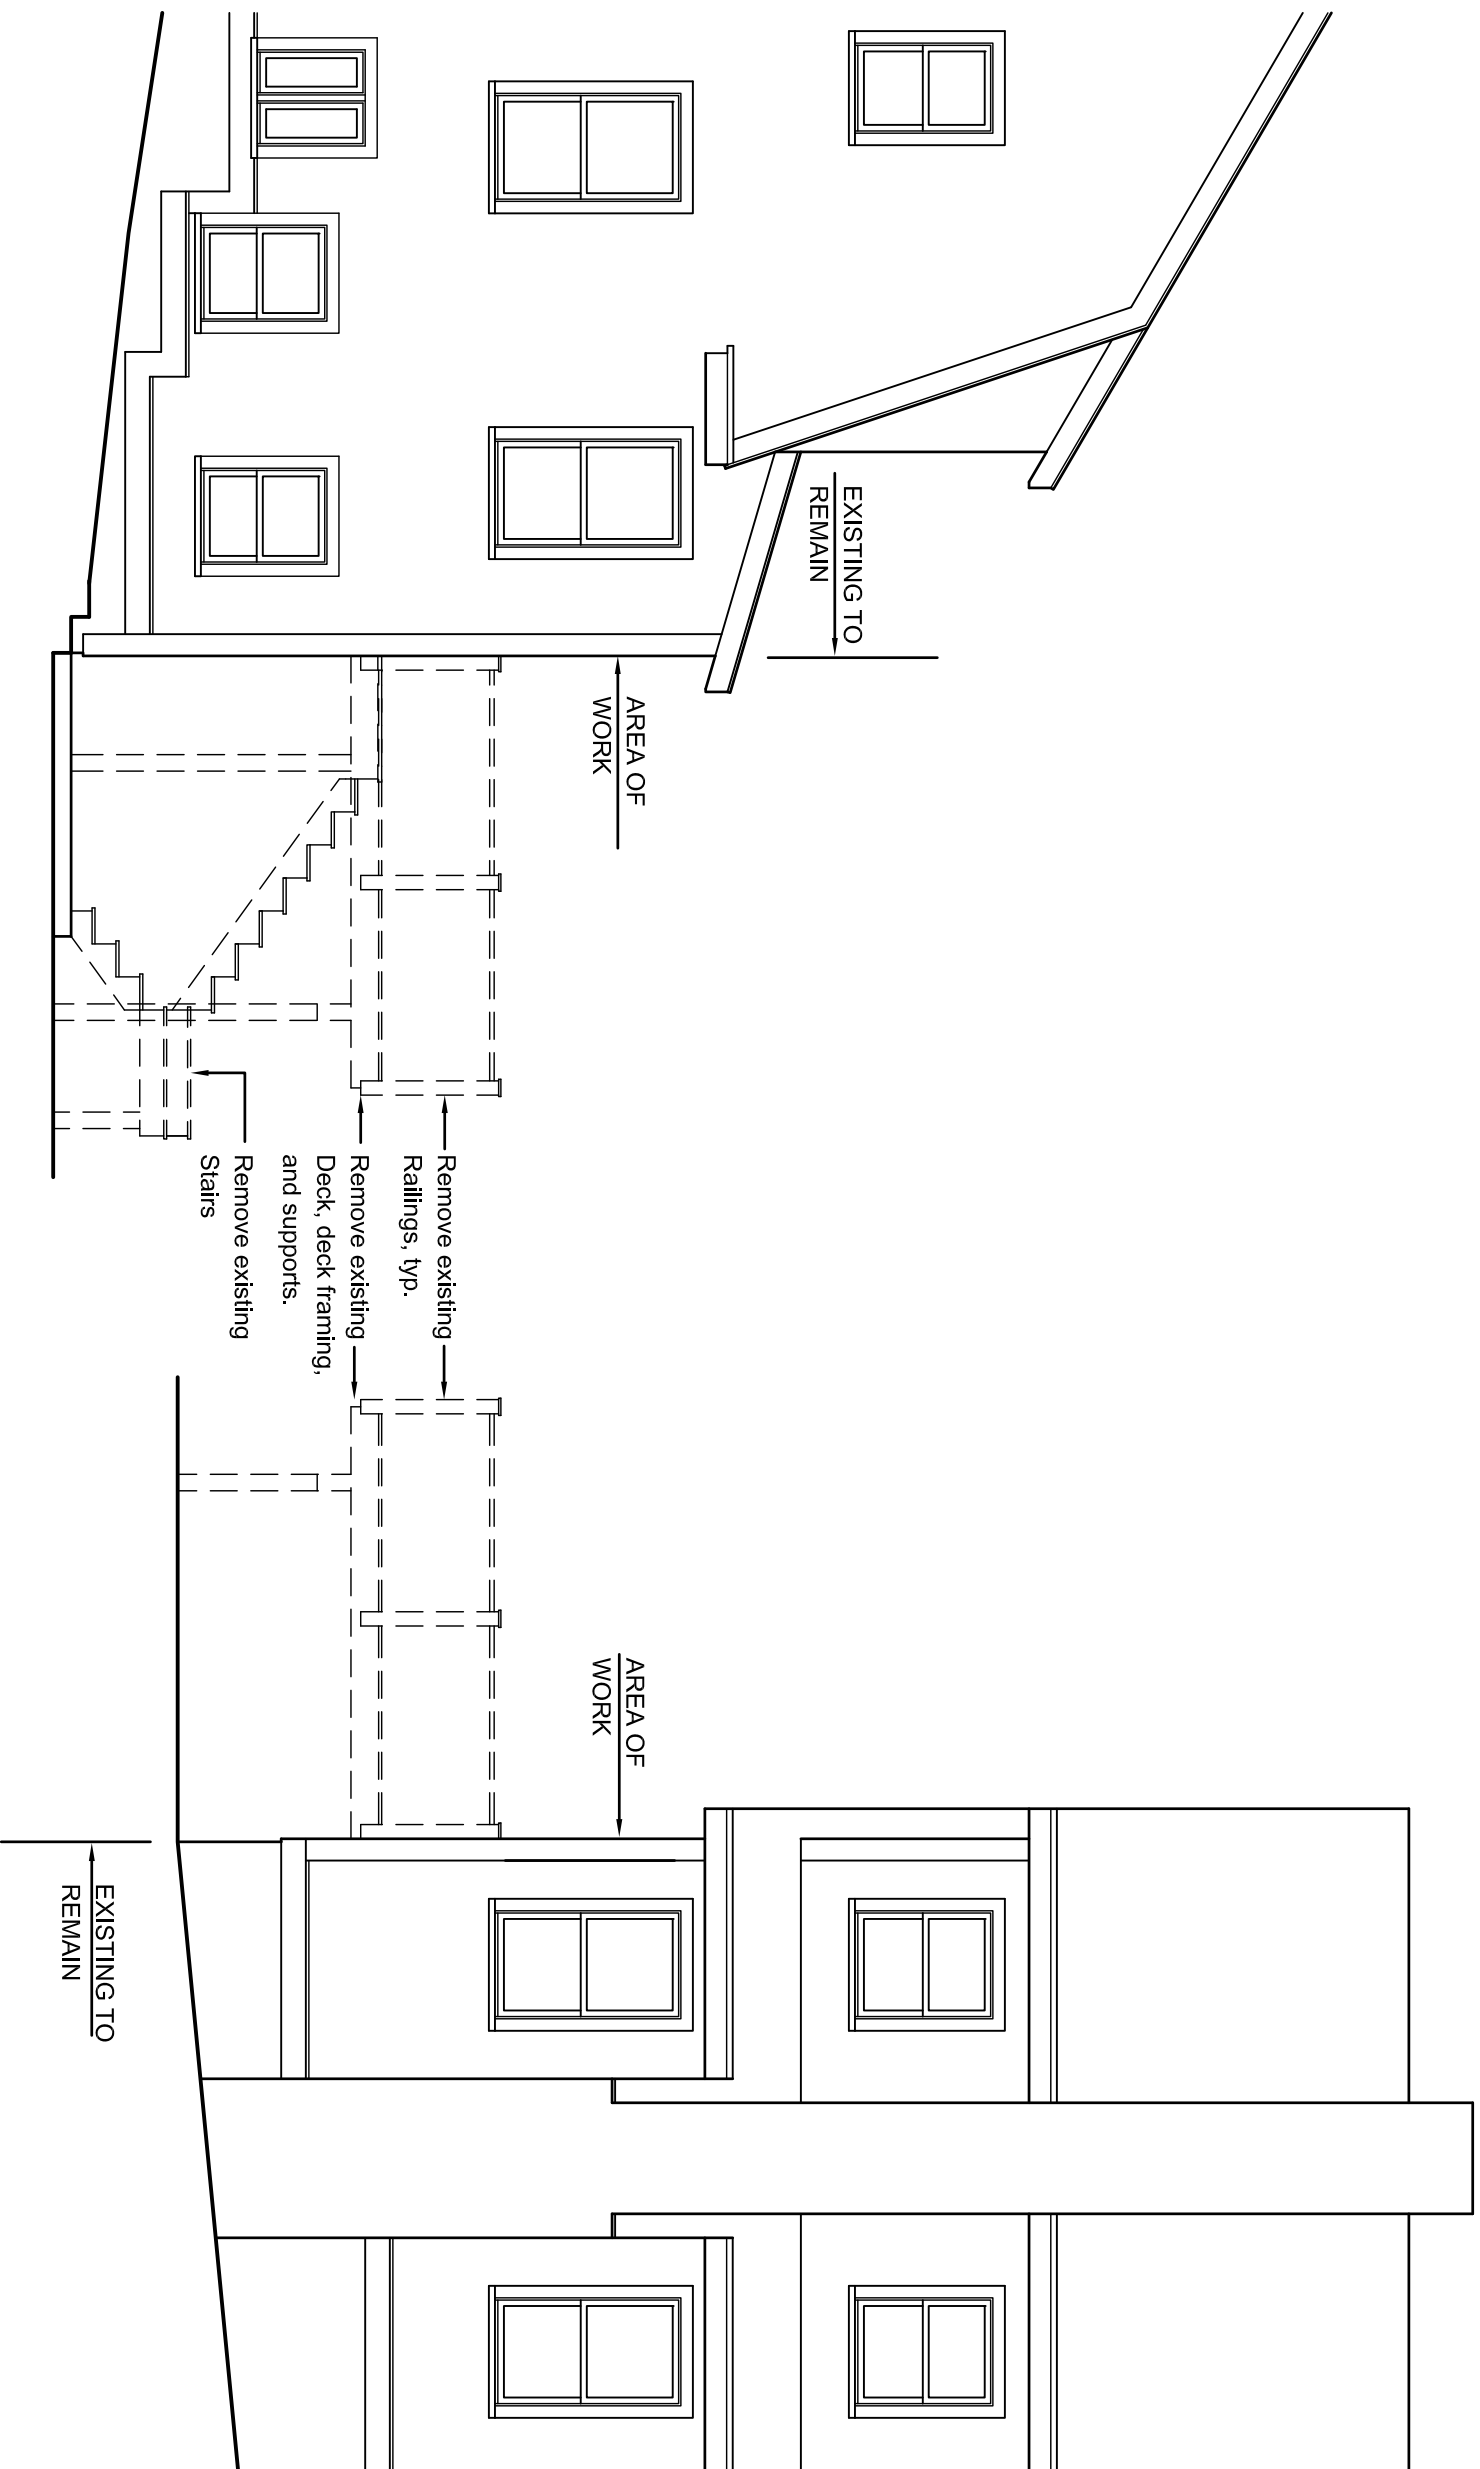 EXISTING TO
REMAIN
AREA OF
WORK
Remove existing
Railings, typ.
Remove existing
Deck, deck framing,
and supports.
Remove existing
Stairs
AREA OF
WORK
EXISTING TO
REMAIN